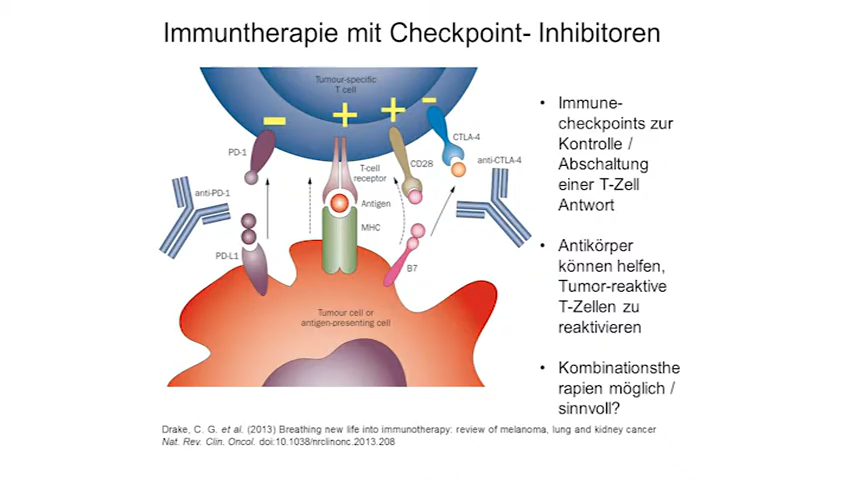 Immuntherapie mit Checkpoint- Inhibitoren
Tumour-specific
T cell
PD-1
CTLA-4
CD28
anti-CTLA-4
T-cell
receptor
anti-PD-1
Antigen
MHC
PD-L1
B7
Tumour cell or
antigen-presenting cell
• Immune-
checkpoints zur
Kontrolle /
Abschaltung
einer T-Zell
Antwort
• Antikörper
können helfen,
Tumor-reaktive
T-Zellen zu
reaktivieren
• Kombinationsthe
rapien möglich /
sinnvoll?
Drake, C. G. et al. (2013) Breathing new life into immunotherapy: review of melanoma, lung and kidney cancer
Nat. Rev. Clin. Oncol. doi:10.1038/nrclinonc.2013.208